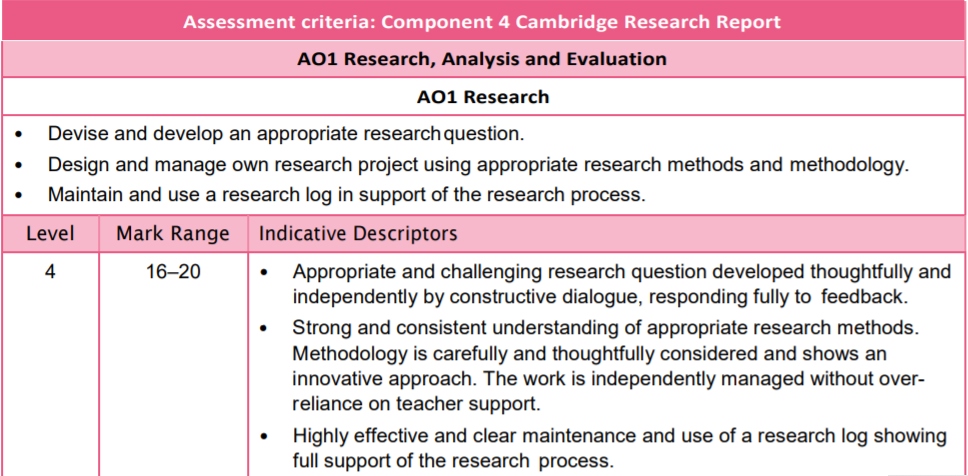 Assessment criteria: Component 4 Cambridge Research Report
AO1 Research, Analysis and Evaluation
AO1 Research
• Devise and develop an appropriate research question.
• Design and manage own research project using appropriate research methods and methodology.
• Maintain and use a research log in support of the research process.
Level Mark Range Indicative Descriptors
4 16–20 • Appropriate and challenging research question developed thoughtfully and
independently by constructive dialogue, responding fully to feedback.
• Strong and consistent understanding of appropriate research methods.
Methodology is carefully and thoughtfully considered and shows an
innovative approach. The work is independently managed without over-
reliance on teacher support.
• Highly effective and clear maintenance and use of a research log showing
full support of the research process.